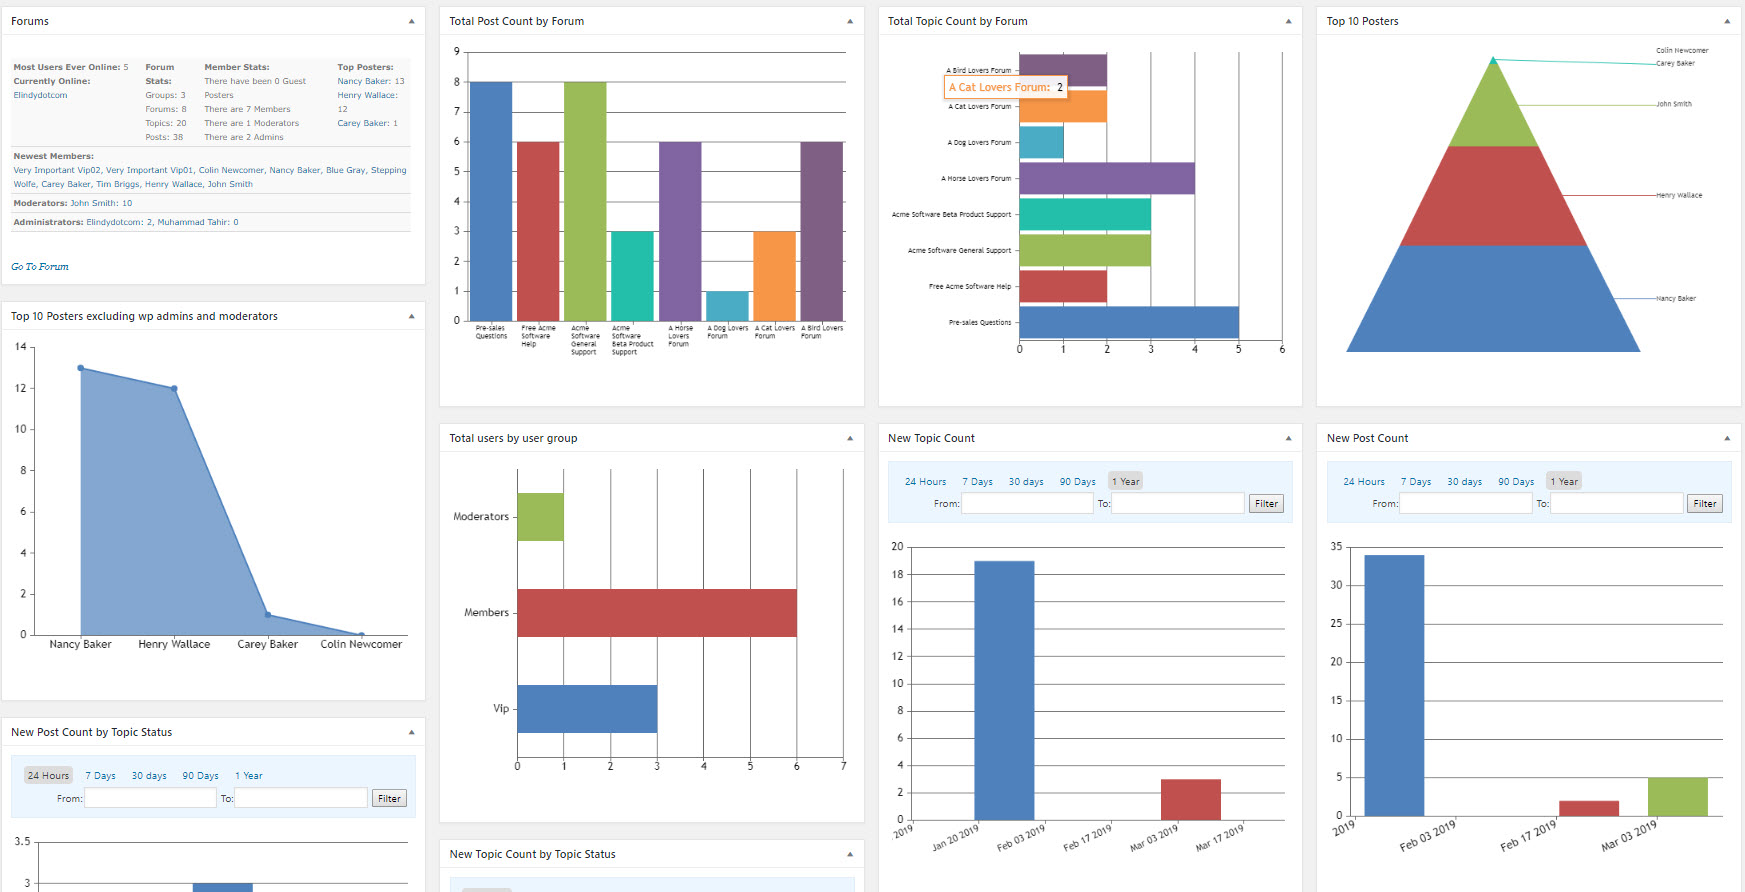 Forums
Most Users Ever Online: 5
Currently Online:
Elindydotcom
Forum
Stats:
Groups: 3
Forums: 8
Topics: 20
Posts: 38
Member Stats:
There have been 0 Guest
Posters
There are 7 Members
There are 1 Moderators
There are 2 Admins
Top Posters:
Nancy Baker: 13
Henry Wallace:
12
Carey Baker: 1
Newest Members:
Very Important Vip02, Very Important Vip01, Colin Newcomer, Nancy Baker, Blue Gray, Stepping
Wolfe, Carey Baker, Tim Briggs, Henry Wallace, John Smith
Moderators: John Smith: 10
Administrators: Elindydotcom: 2, Muhammad Tahir: 0
Go To Forum
Total Post Count by Forum
9
8
7
6
5
4
3
2
1
0
Pre-sales
Questions
Free Acme
Software
Help
Acme
Software
General
Support
Acme
Software
Beta Product
Support
A Horse
Lovers
Forum
A Dog Lovers
Forum
A Cat Lovers
Forum
A Bird Lovers
Forum
Total Topic Count by Forum
A Bird Lovers Forum
A Cat Lovers Forum: 2
A Cat Lovers Forum
A Dog Lovers Forum
A Horse Lovers Forum
Acme Software Beta Product Support
Acme Software General Support
Free Acme Software Help
Pre-sales Questions
0 1 2 3 4 5 6
Top 10 Posters
Colin Newcomer
Carey Baker
John Smith
Henry Wallace
Nancy Baker
Top 10 Posters excluding wp admins and moderators
14
12
10
8
6
4
2
0
Nancy Baker Henry Wallace Carey Baker Colin Newcomer
Total users by user group
Moderators
Members
Vip
0 1 2 3 4 5 6 7
New Topic Count
24 Hours 7 Days 30 days 90 Days 1 Year
From: To: Filter
20
18
16
14
12
10
8
6
4
2
0
2019 Jan 20 2019 Feb 03 2019 Feb 17 2019 Mar 03 2019 Mar 17 2019
New Post Count
24 Hours 7 Days 30 days 90 Days 1 Year
From: To: Filter
35
30
25
20
15
10
5
0
2019 Feb 03 2019 Feb 17 2019 Mar 03 2019
New Post Count by Topic Status
24 Hours 7 Days 30 days 90 Days 1 Year
From: To: Filter
3.5
3
New Topic Count by Topic Status